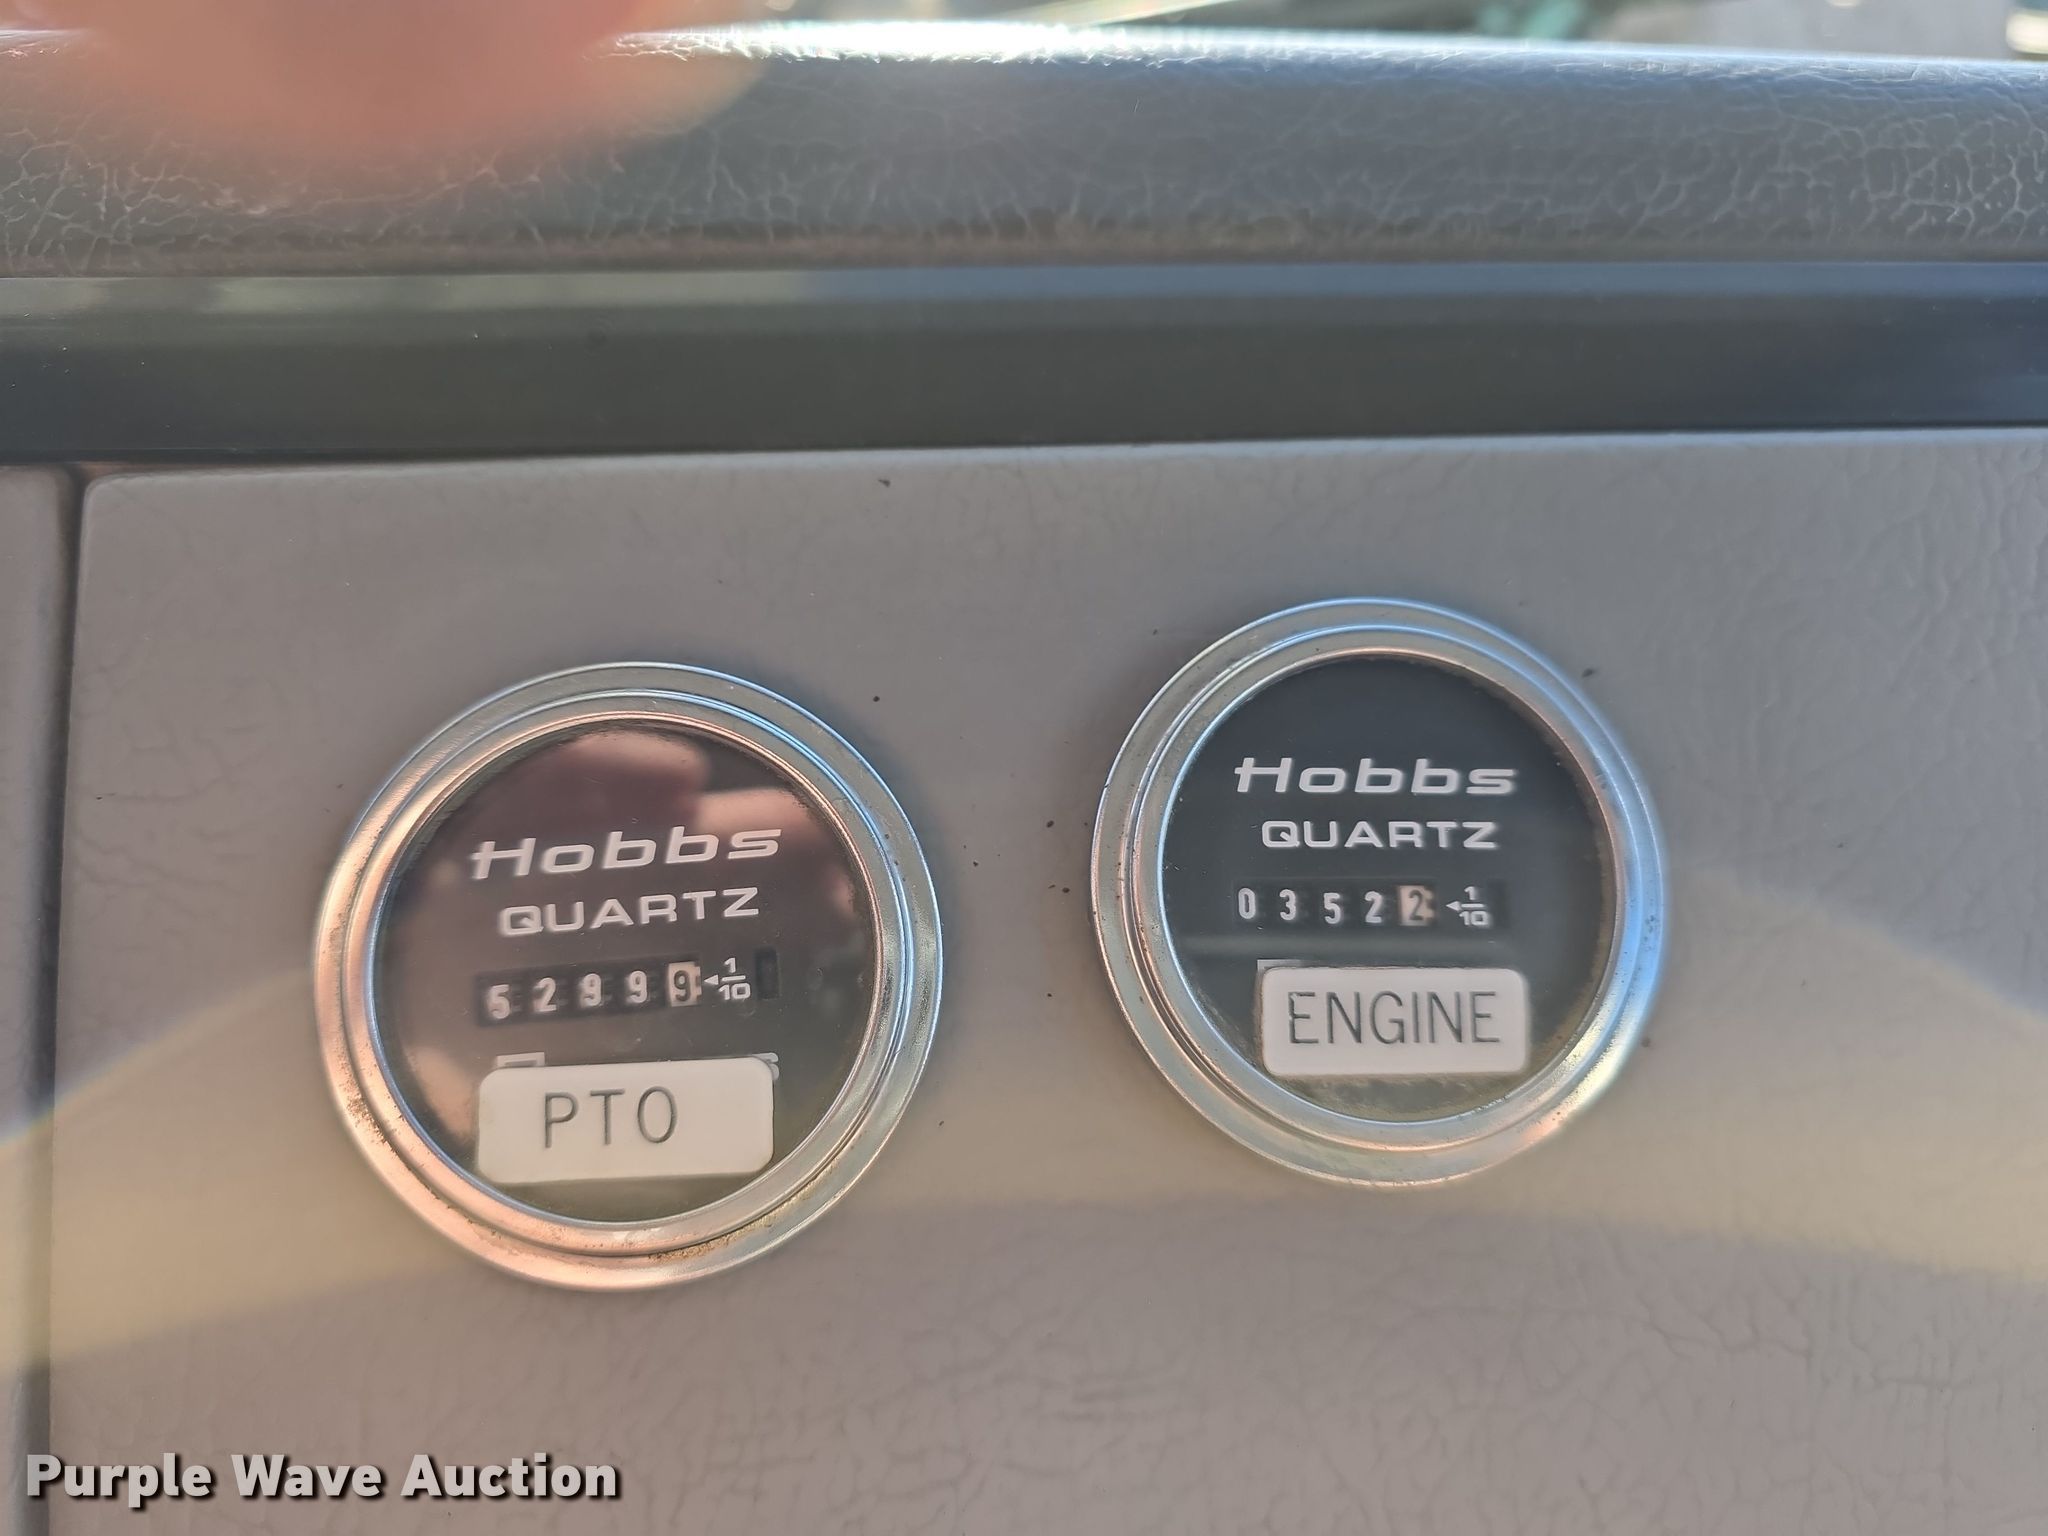 Hobbs
QUARTZ
52999 ◄1/10
PTO
Hobbs
QUARTZ
03522 ◄1/10
ENGINE
Purple Wave Auction